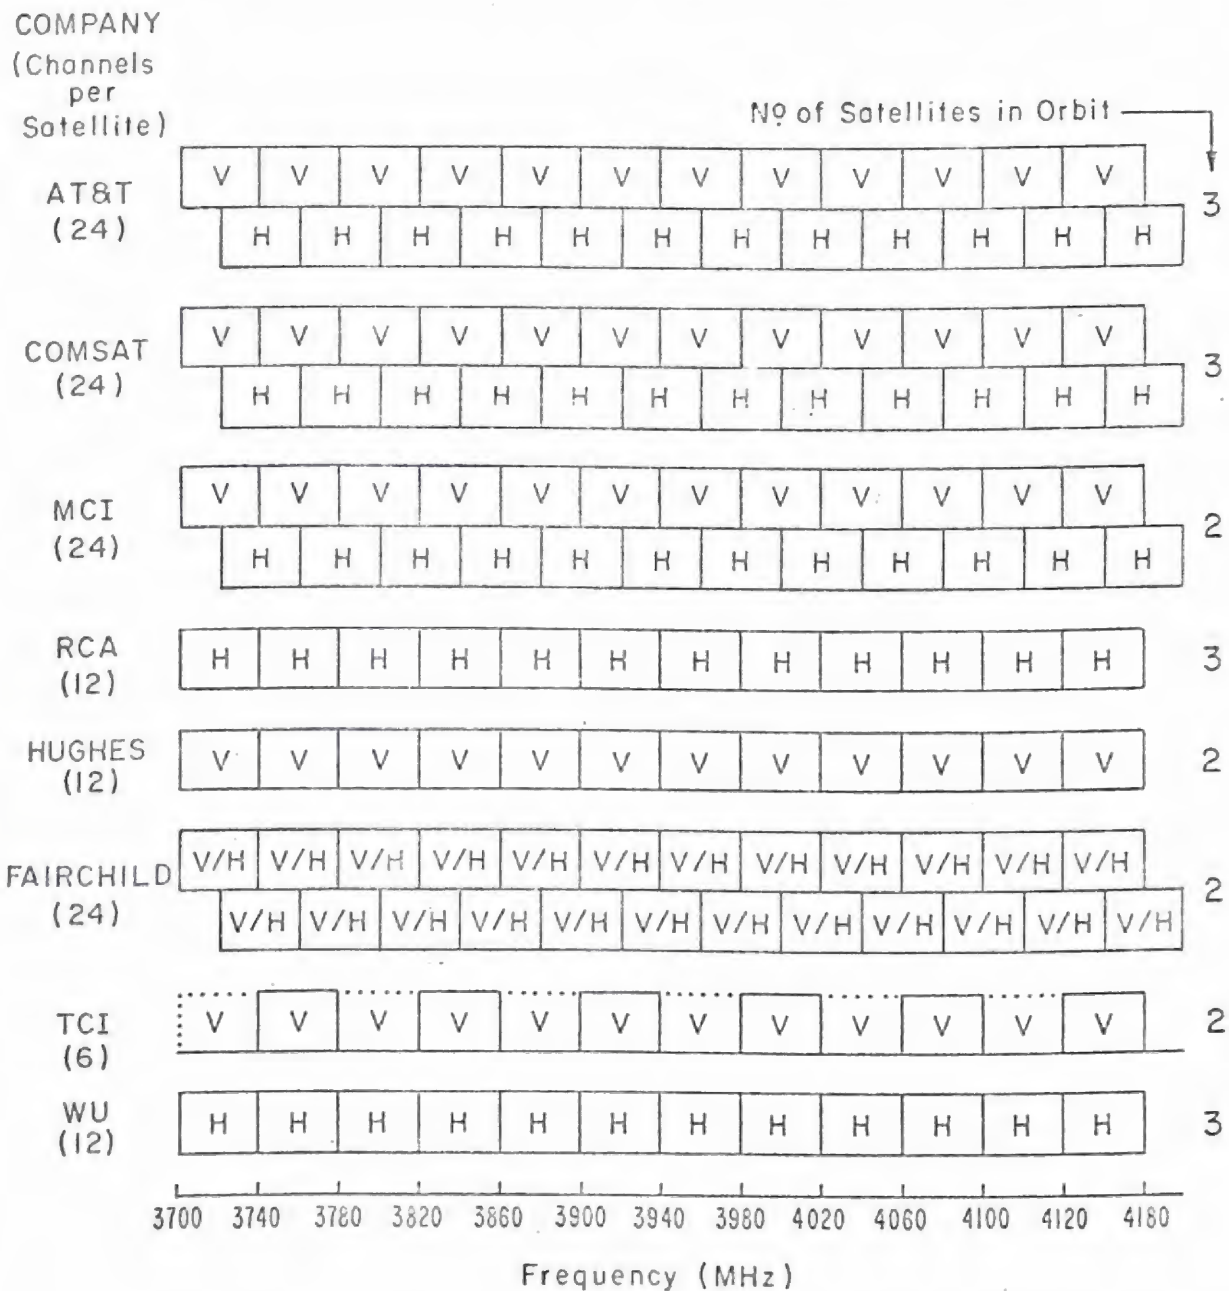 COMPANY
(Channels
per
Satellite)
Nº of Satellites in Orbit
AT&T
(24)
V V V V V V V V V V V V
H H H H H H H H H H H H
3
COMSAT
(24)
V V V V V V V V V V V V
H H H H H H H H H H H H
3
MCI
(24)
V V V V V V V V V V V V
H H H H H H H H H H H H
2
RCA
(12)
H H H H H H H H H H H H
3
HUGHES
(12)
V V V V V V V V V V V V
2
FAIRCHILD
(24)
V/H V/H V/H V/H V/H V/H V/H V/H V/H V/H V/H V/H
V/H V/H V/H V/H V/H V/H V/H V/H V/H V/H V/H V/H
2
TCI
(6)
V V V V V V V V V V V V
2
WU
(12)
H H H H H H H H H H H H
3
3700 3740 3780 3820 3860 3900 3940 3980 4020 4060 4100 4120 4180
Frequency (MHz)